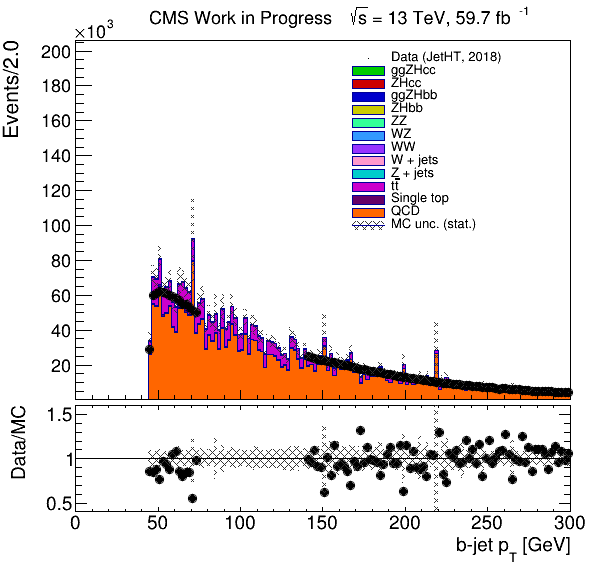 CMS Work in Progress √s = 13 TeV, 59.7 fb⁻¹
×10³
Events/2.0
200
180
160
140
120
100
80
60
40
20
Data (JetHT, 2018)
ggZHcc
ZHcc
ggZHbb
ZHbb
ZZ
WZ
WW
W + jets
Z + jets
tt̅
Single top
QCD
MC unc. (stat.)
Data/MC
1.5
1
0.5
0 50 100 150 200 250 300
b-jet p_T [GeV]